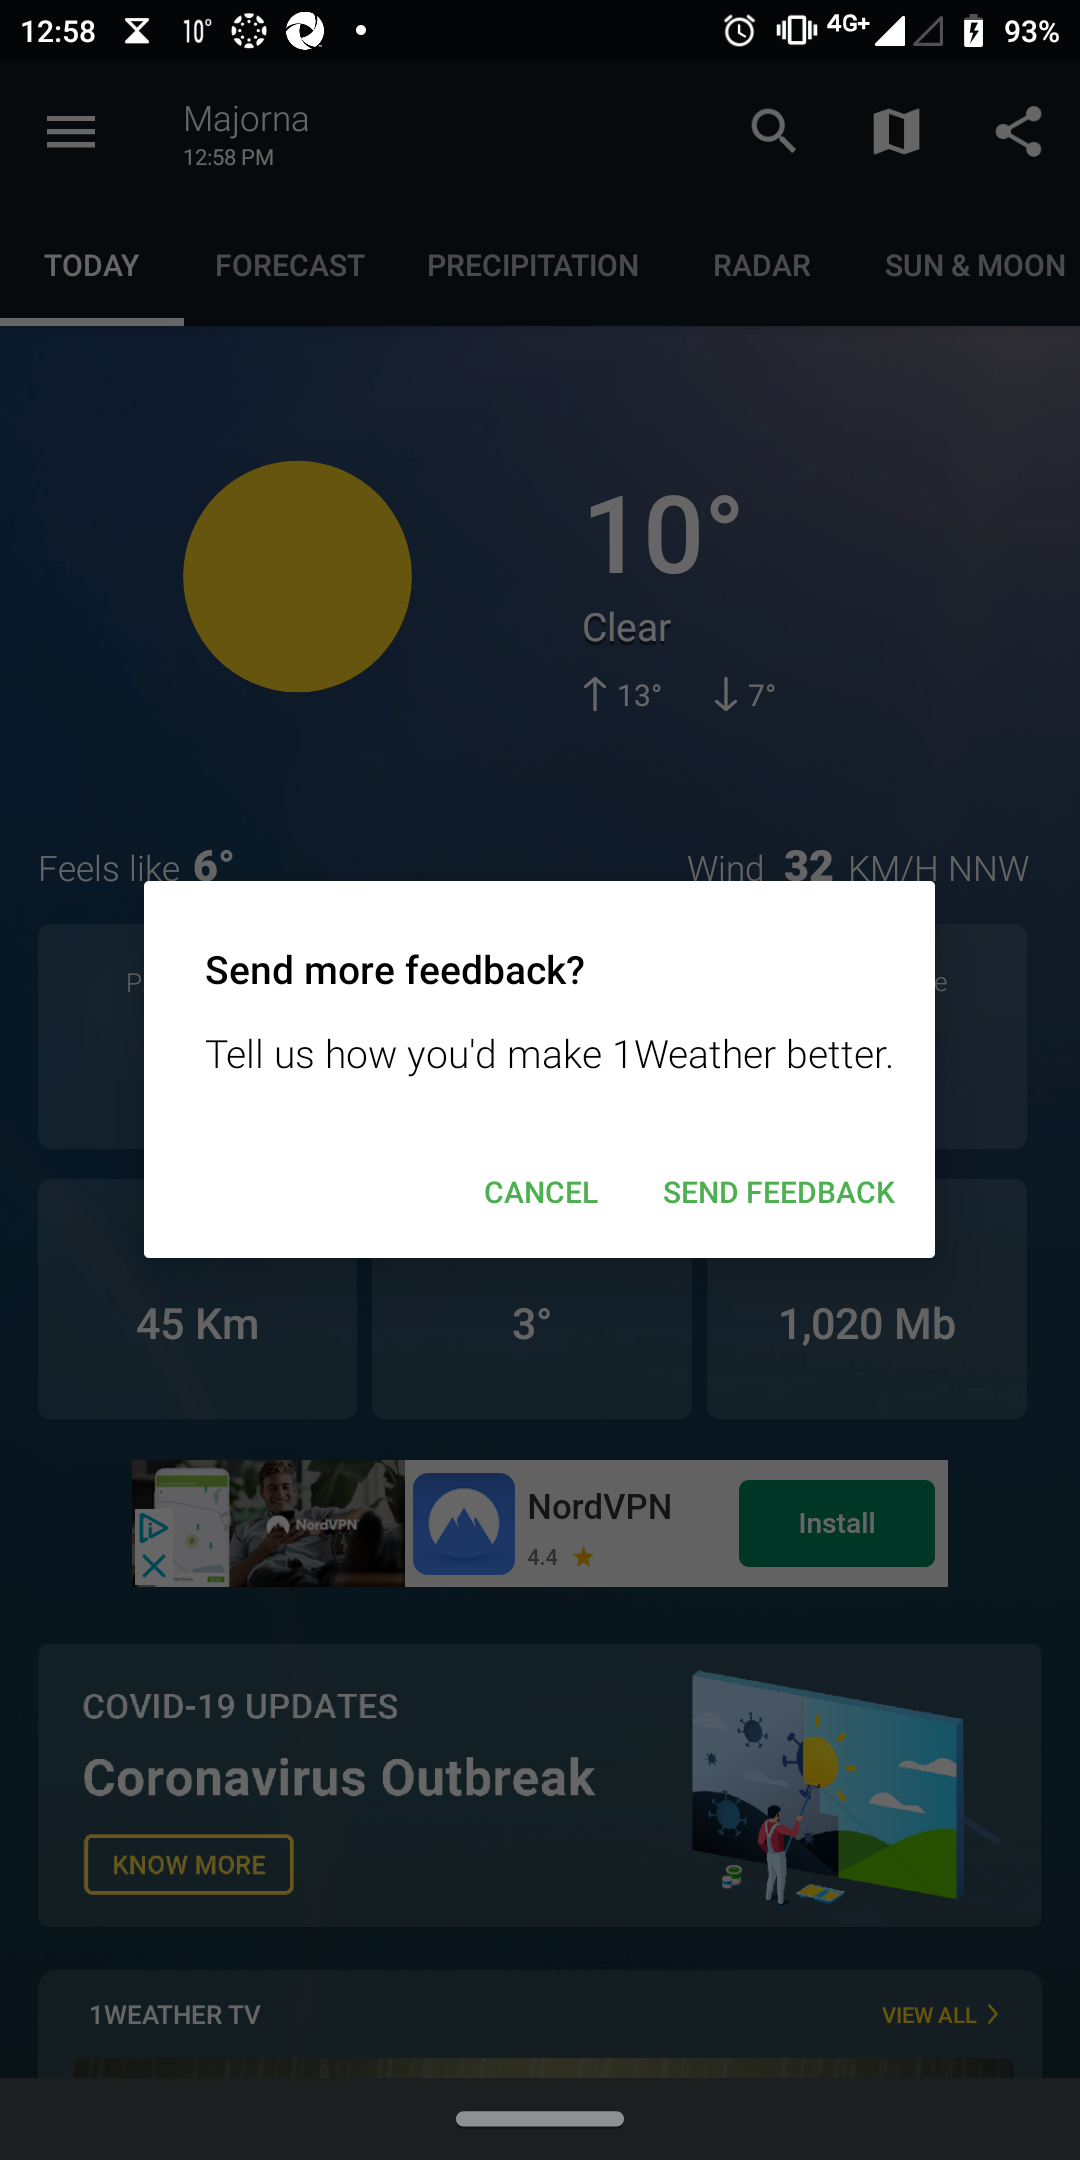 12:58 10° 4G+ 93%
Majorna
12:58 PM
TODAY FORECAST PRECIPITATION RADAR SUN & MOON
10°
Clear
↑ 13° ↓ 7°
Feels like 6° Wind 32 KM/H NNW
Send more feedback?
Tell us how you'd make 1Weather better.
CANCEL SEND FEEDBACK
45 Km 3° 1,020 Mb
NordVPN
NordVPN
4.4
Install
COVID-19 UPDATES
Coronavirus Outbreak
KNOW MORE
1WEATHER TV VIEW ALL